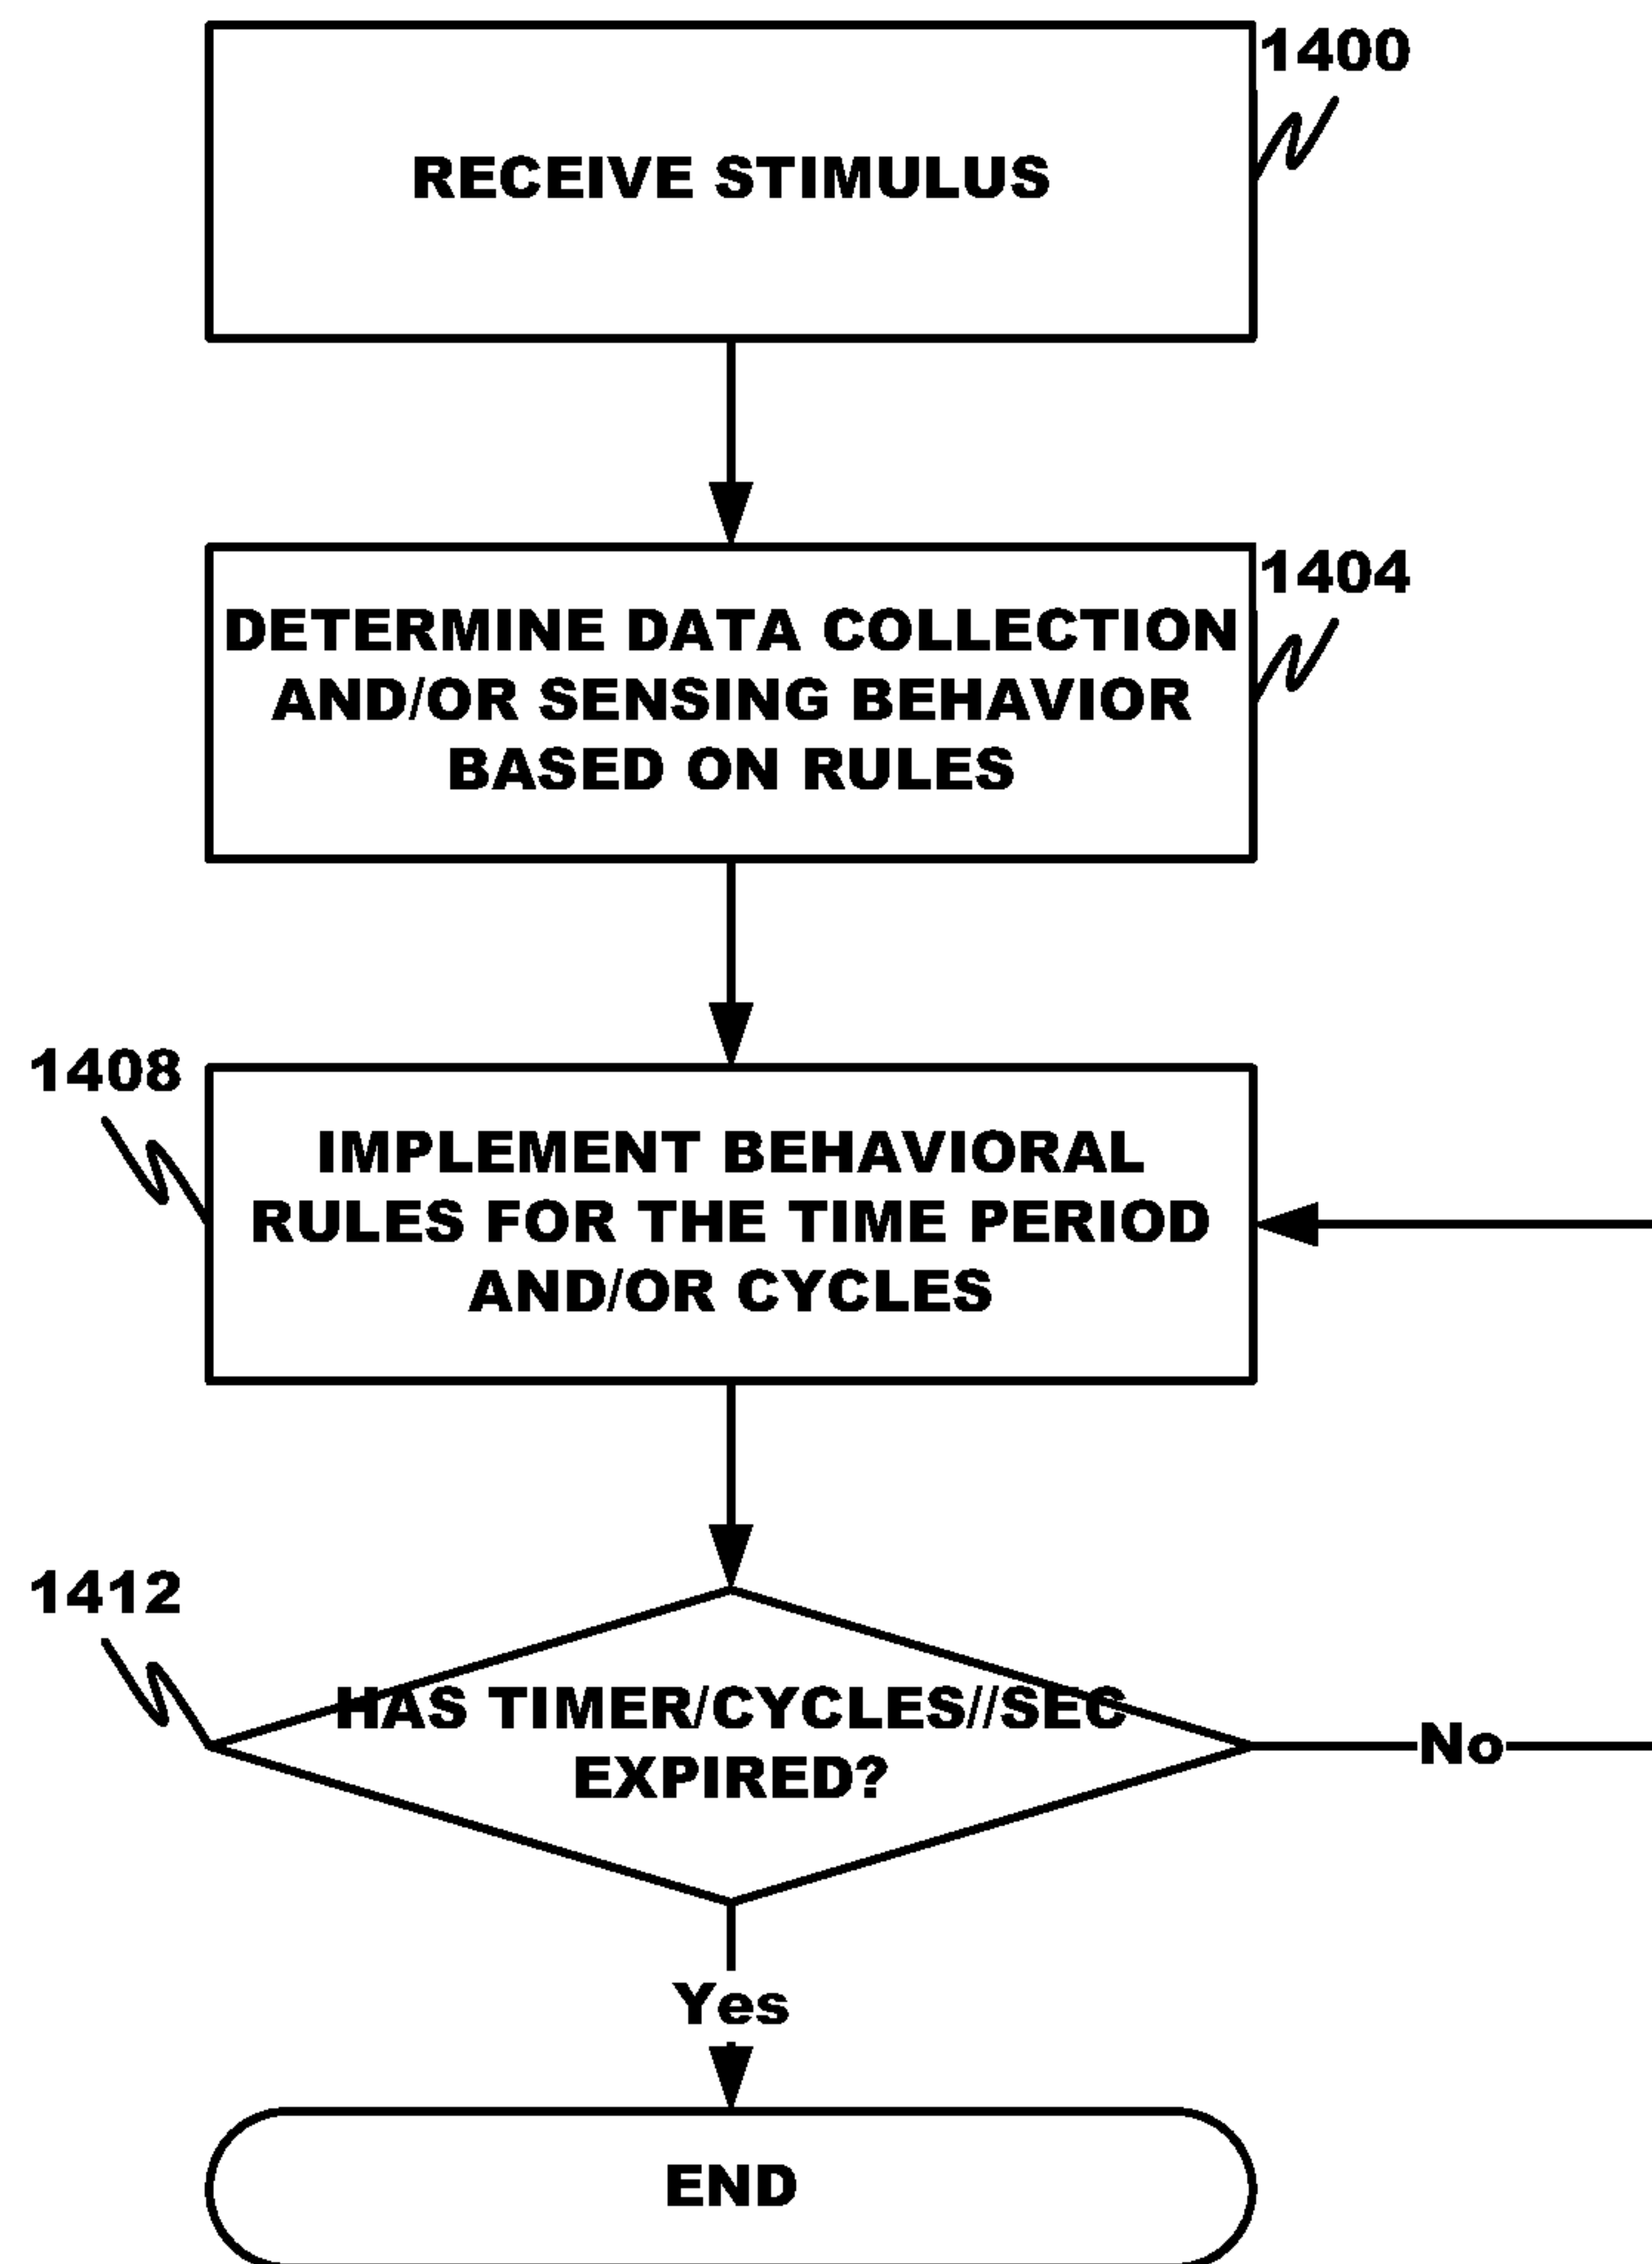 1400
RECEIVE STIMULUS
1404
DETERMINE DATA COLLECTION
AND/OR SENSING BEHAVIOR
BASED ON RULES
1408
IMPLEMENT BEHAVIORAL
RULES FOR THE TIME PERIOD
AND/OR CYCLES
1412
HAS TIMER/CYCLES//SEC
EXPIRED?
No
Yes
END